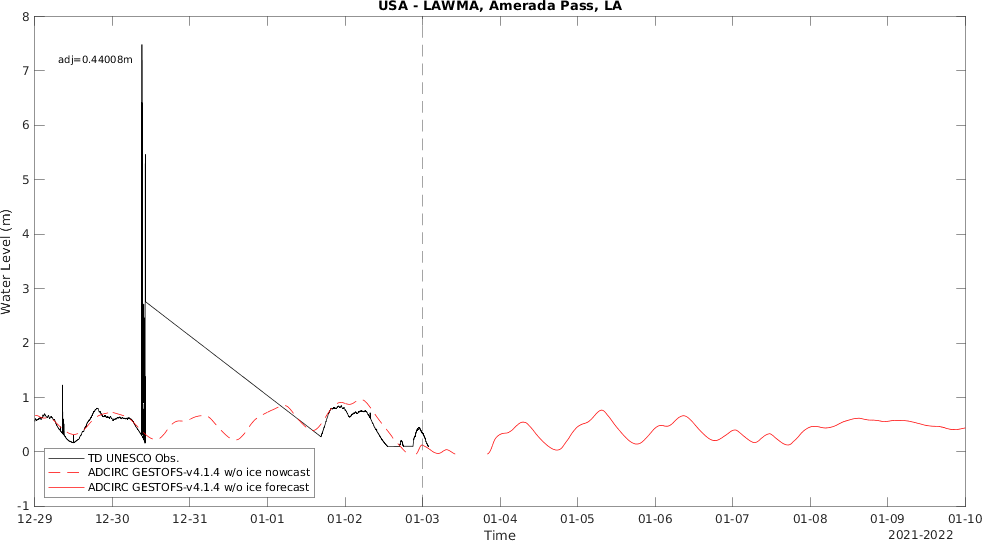 USA - LAWMA, Amerada Pass, LA
8
adj=0.44008m
7
6
5
4
3
2
1
0
-1
Water Level (m)
TD UNESCO Obs.
ADCIRC GESTOFS-v4.1.4 w/o ice nowcast
ADCIRC GESTOFS-v4.1.4 w/o ice forecast
12-29 12-30 12-31 01-01 01-02 01-03 01-04 01-05 01-06 01-07 01-08 01-09 01-10
Time
2021-2022